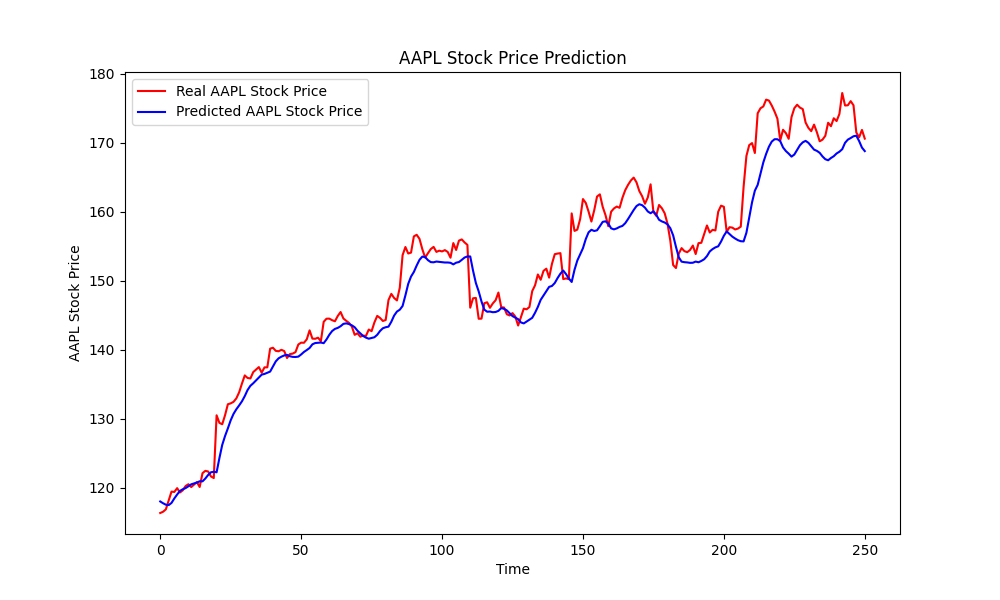 AAPL Stock Price Prediction
Real AAPL Stock Price
Predicted AAPL Stock Price
AAPL Stock Price
180
170
160
150
140
130
120
0 50 100 150 200 250
Time